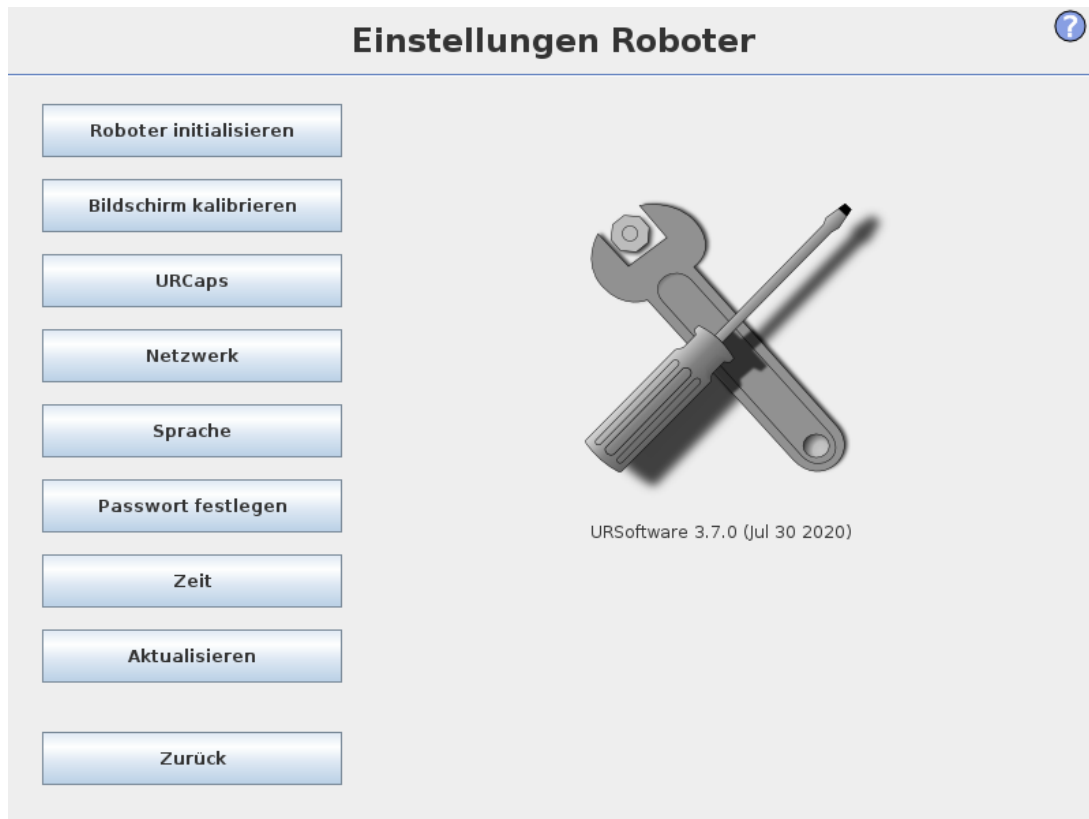 Einstellungen Roboter
?
Roboter initialisieren
Bildschirm kalibrieren
URCaps
Netzwerk
Sprache
Passwort festlegen
Zeit
Aktualisieren
Zurück
URSoftware 3.7.0 (Jul 30 2020)